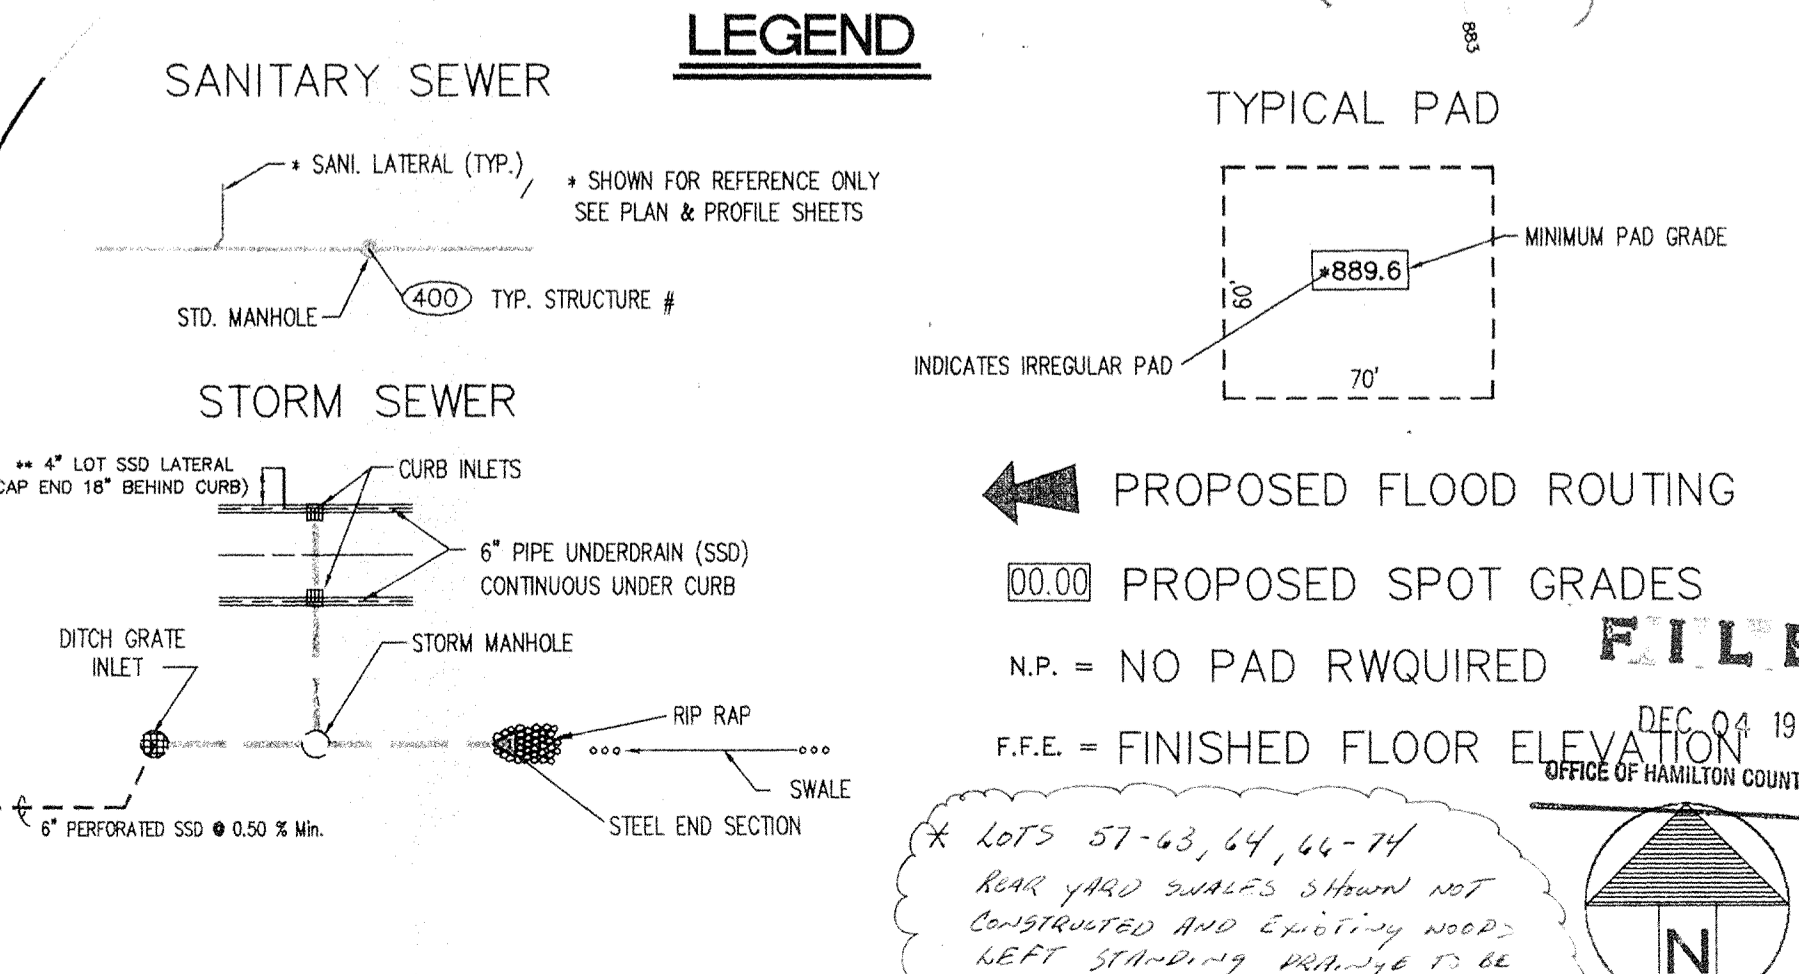 LEGEND
883
SANITARY SEWER
* SANI. LATERAL (TYP.)
* SHOWN FOR REFERENCE ONLY
SEE PLAN & PROFILE SHEETS
400
TYP. STRUCTURE #
STD. MANHOLE
TYPICAL PAD
MINIMUM PAD GRADE
*889.6
60'
INDICATES IRREGULAR PAD
70'
STORM SEWER
** 4" LOT SSD LATERAL
CAP END 18" BEHIND CURB)
CURB INLETS
6" PIPE UNDERDRAIN (SSD)
CONTINUOUS UNDER CURB
DITCH GRATE
INLET
STORM MANHOLE
RIP RAP
SWALE
STEEL END SECTION
6" PERFORATED SSD @ 0.50 % Min.
PROPOSED FLOOD ROUTING
00.00 PROPOSED SPOT GRADES
N.P. = NO PAD RWQUIRED
F.F.E. = FINISHED FLOOR ELEVATION
FILE
DEC 04 19
OFFICE OF HAMILTON COUNT
* LOTS 57-63, 64, 66-74
REAR YARD SWALES SHOWN NOT
CONSTRUCTED AND EXISTING WOODS
LEFT STANDING DRAINGE TO BE
N